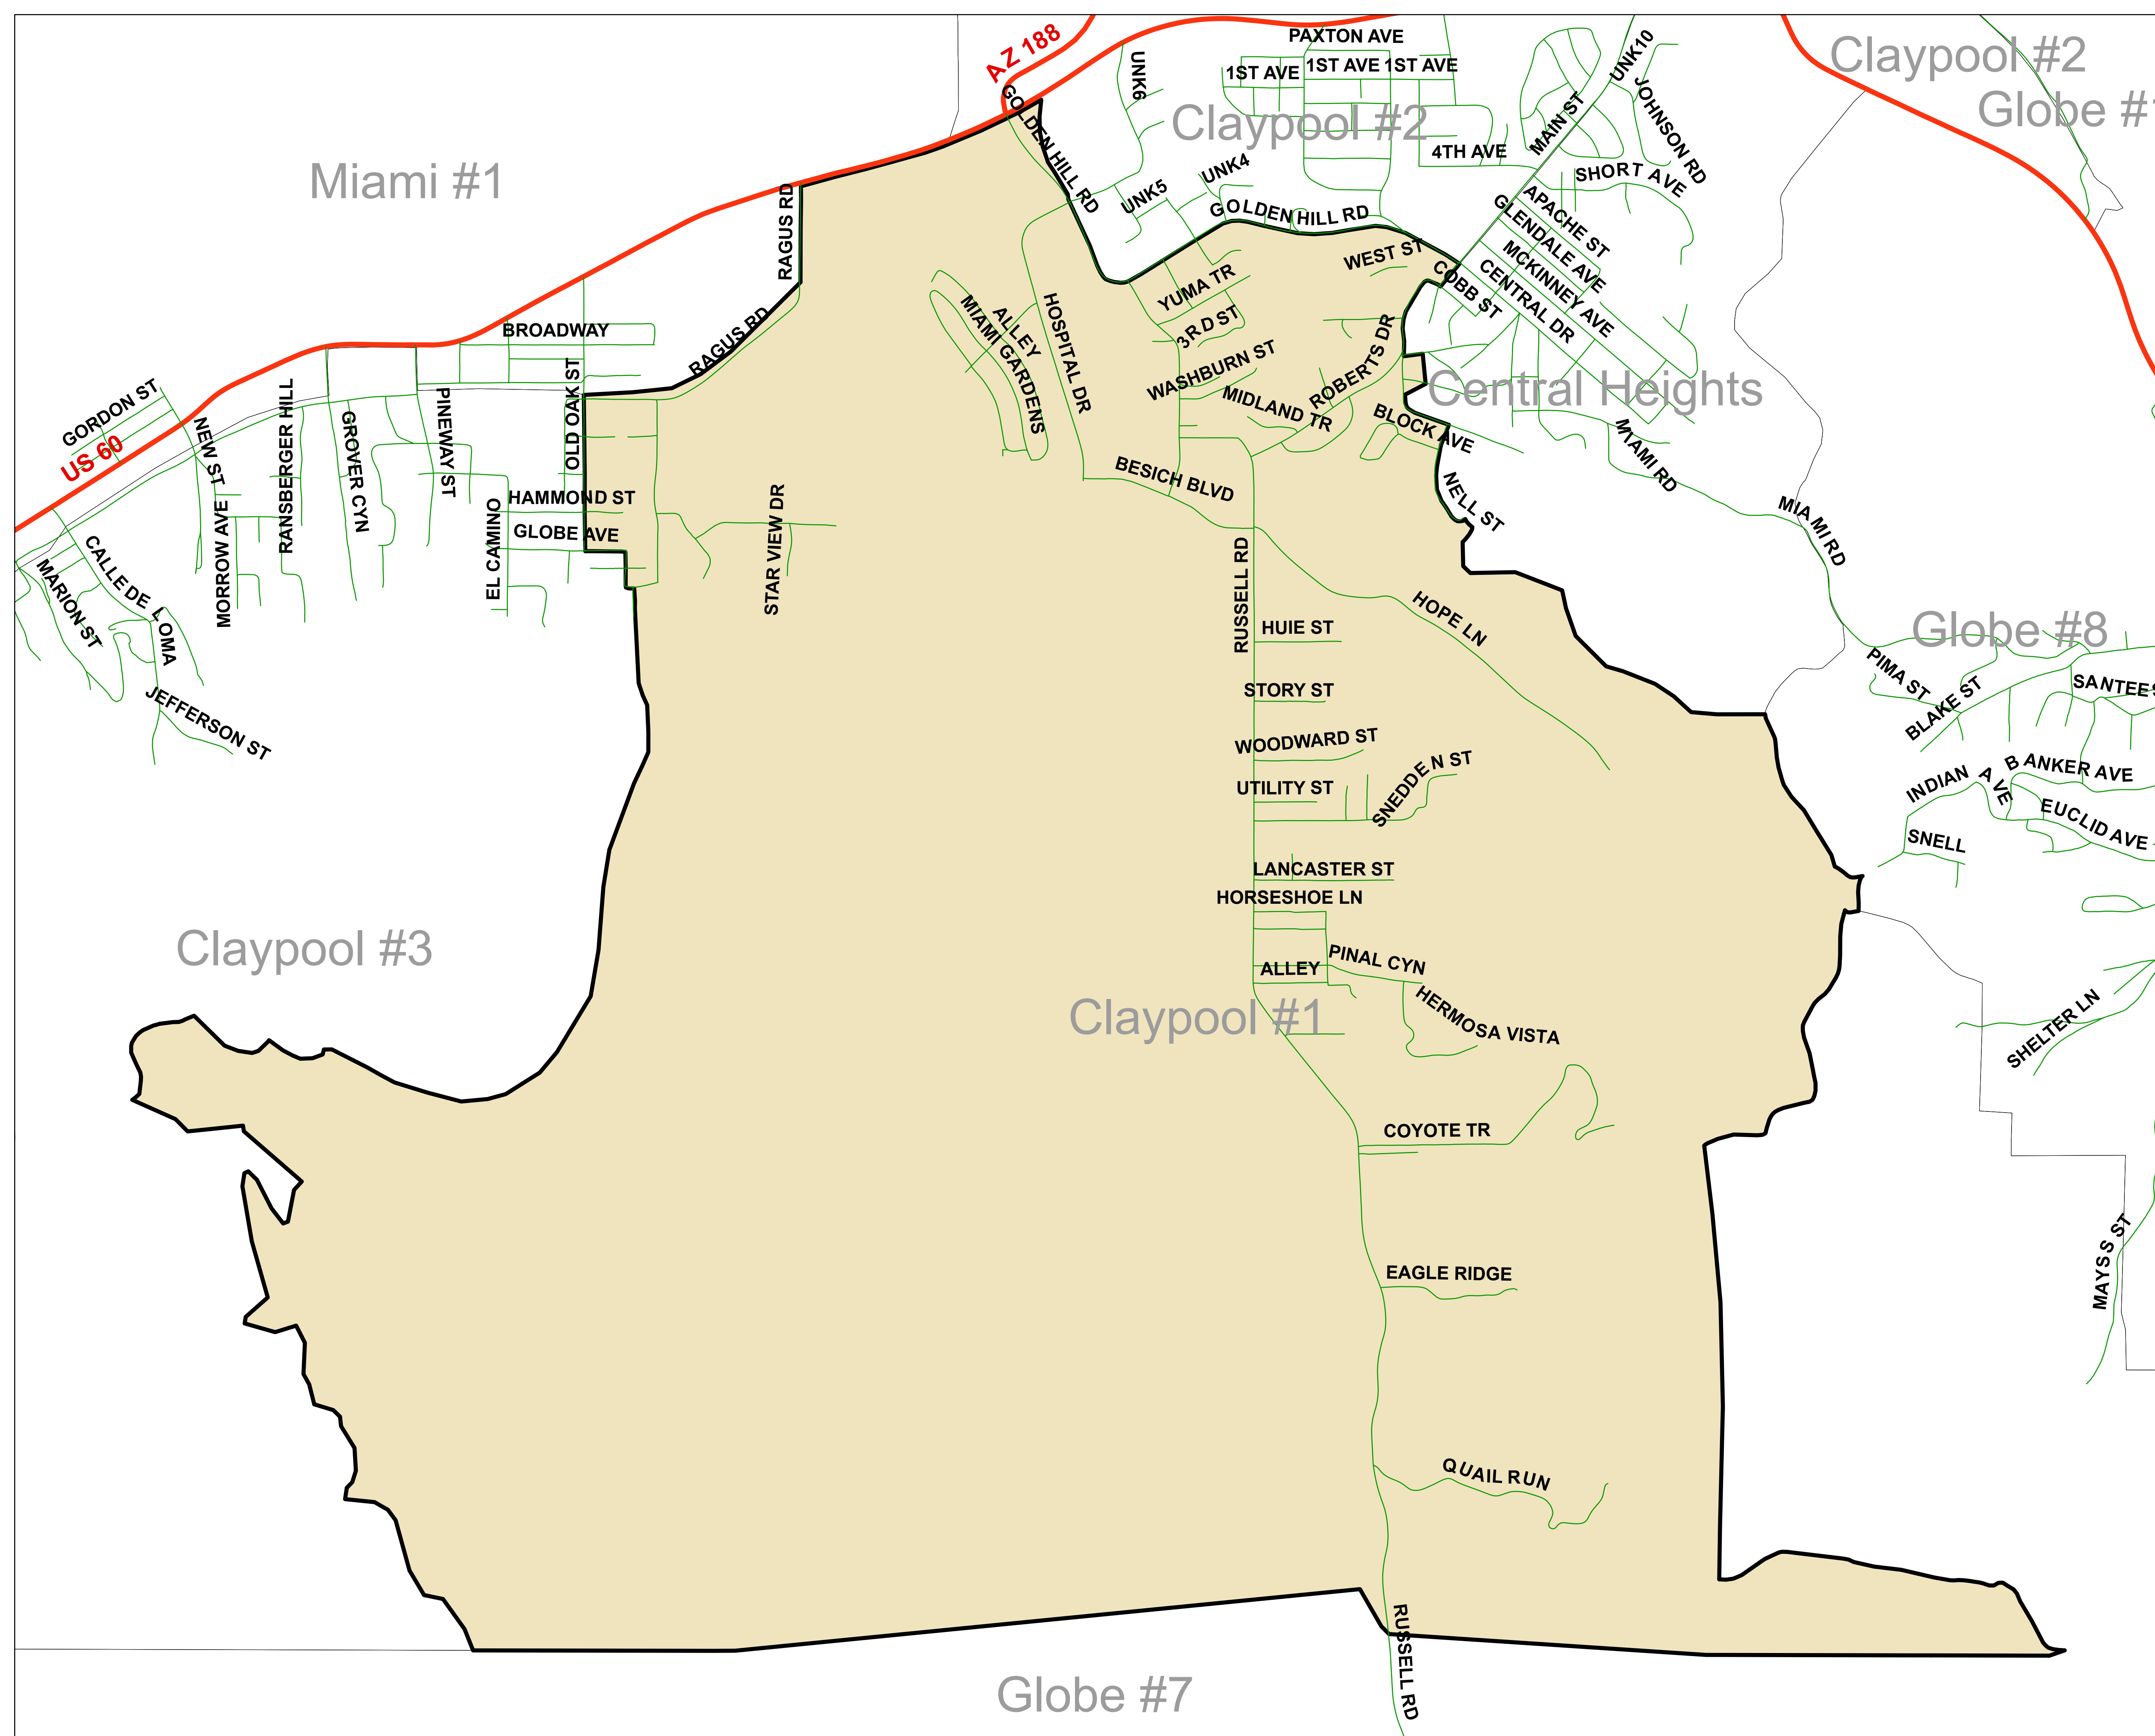 AZ 188
UNK6
PAXTON AVE
1ST AVE
1ST AVE
1ST AVE
UNK10
JOHNSON RD
Claypool #2
Globe #
Claypool #2
MAIN ST
4TH AVE
SHORT AVE
Miami #1
GOLDEN HILL RD
UNK5
UNK4
GOLDEN HILL RD
APACHE ST
GLENDALE AVE
MCKINNEY AVE
CENTRAL DR
COBB ST
WEST ST
RAGUS RD
RAGUS RD
BROADWAY
ALLEY
MIAMI GARDENS
HOSPITAL DR
YUMA TR
3RD ST
WASHBURN ST
MIDLAND TR
ROBERTS DR
BLOCK AVE
Central Heights
MIAMI RD
MIAMI RD
NELL ST
GORDON ST
US 60
NEW ST
RANSBERGER HILL
GROVER CYN
PINEWAY ST
OLD OAK ST
HAMMOND ST
GLOBE AVE
EL CAMINO
MORROW AVE
CALLE DE LOMA
MARION ST
JEFFERSON ST
STAR VIEW DR
BESICH BLVD
RUSSELL RD
HOPE LN
HUIE ST
STORY ST
WOODWARD ST
UTILITY ST
SNEDDEN ST
LANCASTER ST
HORSESHOE LN
ALLEY
PINAL CYN
HERMOSA VISTA
Globe #8
PIMA ST
BLAKE ST
SANTEE
BANKER AVE
INDIAN AVE
EUCLID AVE
SNELL
SHELTER LN
MAYS S ST
Claypool #3
Claypool #1
COYOTE TR
EAGLE RIDGE
QUAIL RUN
RUSSELL RD
Globe #7